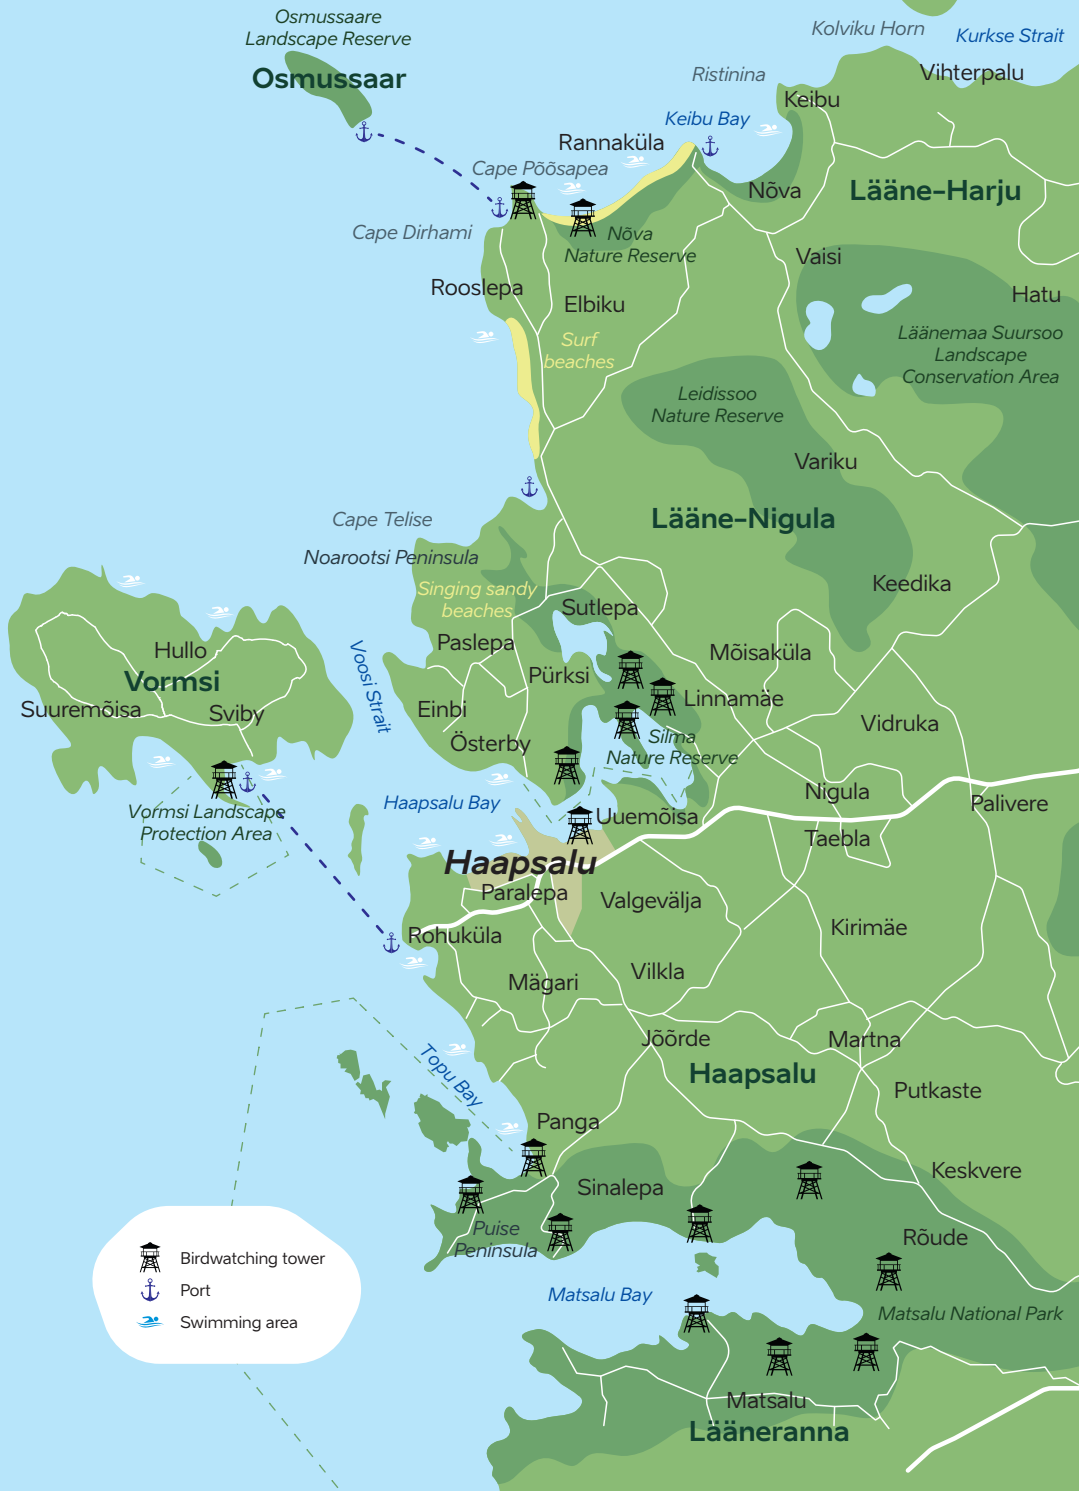 Osmussaare
Landscape Reserve
Osmussaar
Kolviku Horn
Kurkse Strait
Ristinina
Vihterpalu
Keibu
Keibu Bay
Rannaküla
Cape Põõsapea
Nõva
Lääne-Harju
Cape Dirhami
Nõva
Nature Reserve
Vaisi
Rooslepa
Elbiku
Hatu
Surf
beaches
Läänemaa Suursoo
Landscape
Conservation Area
Leidissoo
Nature Reserve
Variku
Cape Telise
Lääne-Nigula
Noarootsi Peninsula
Singing sandy
beaches
Keedika
Sutlepa
Paslepa
Hullo
Mõisaküla
Vormsi
Voosi Strait
Pürksi
Linnamäe
Suuremõisa
Sviby
Einbi
Vidruka
Österby
Silma
Nature Reserve
Haapsalu Bay
Nigula
Palivere
Vormsi Landscape
Protection Area
Uuemõisa
Taebla
Haapsalu
Paralepa
Valgevälja
Rohuküla
Kirimäe
Mägari
Vilkla
Jõõrde
Martna
Topu Bay
Haapsalu
Putkaste
Panga
Keskvere
Sinalepa
Puise
Peninsula
Rõude
Birdwatching tower
Port
Swimming area
Matsalu Bay
Matsalu National Park
Matsalu
Lääneranna